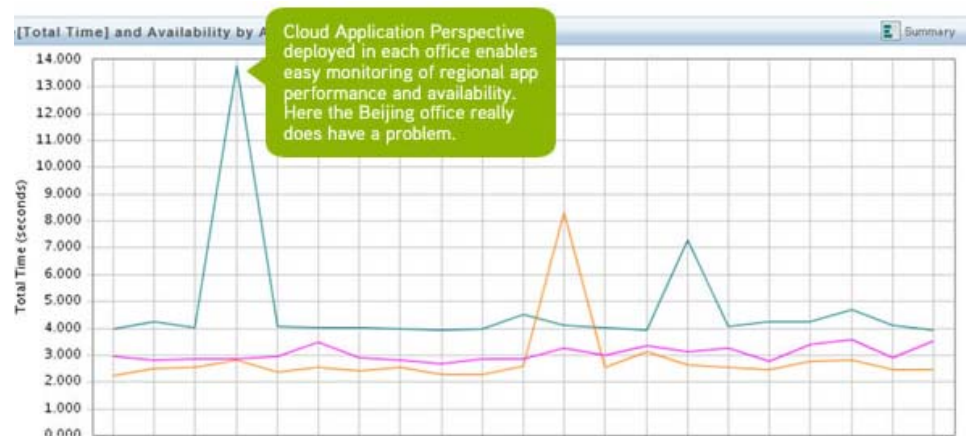 [Total Time] and Availability by A
Summary
Cloud Application Perspective
deployed in each office enables
easy monitoring of regional app
performance and availability.
Here the Beijing office really
does have a problem.
Total Time (seconds)
14.000
13.000
12.000
11.000
10.000
9.000
8.000
7.000
6.000
5.000
4.000
3.000
2.000
1.000
0.000